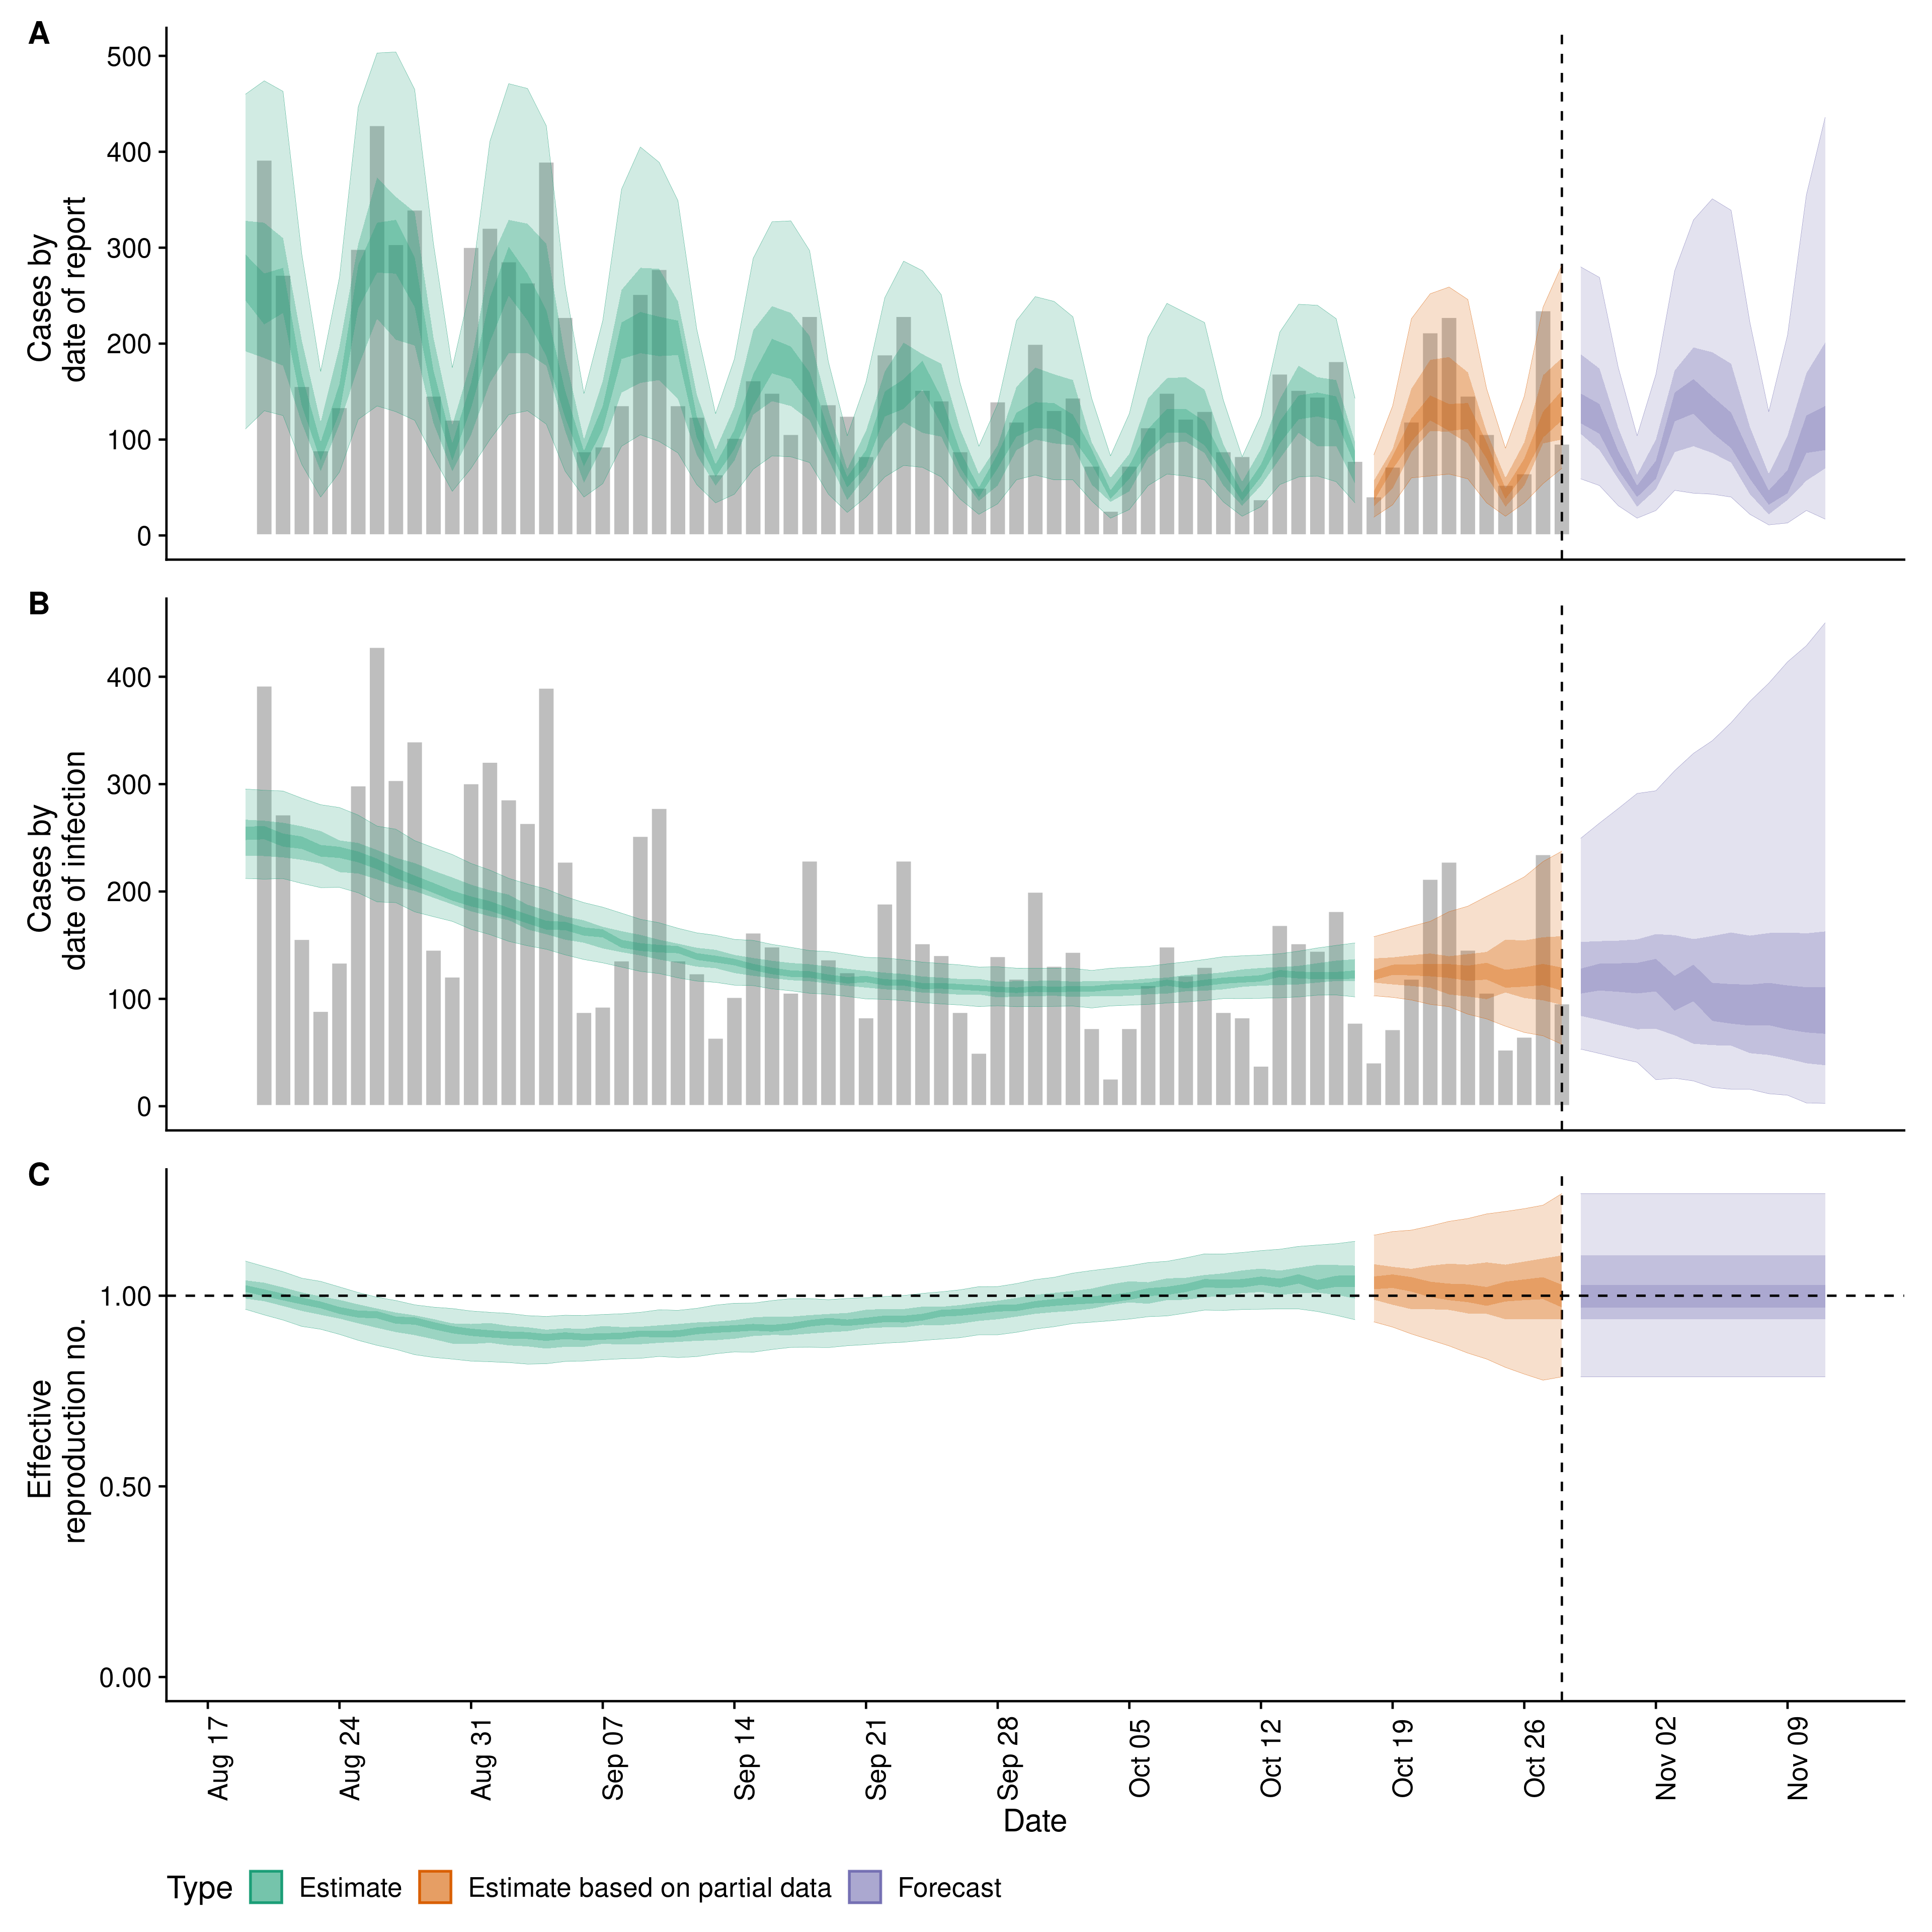 A
500
400
300
200
100
0
Cases by
date of report
B
400
300
200
100
0
Cases by
date of infection
C
1.00
0.50
0.00
Effective
reproduction no.
Aug 17
Aug 24
Aug 31
Sep 07
Sep 14
Sep 21
Sep 28
Oct 05
Oct 12
Oct 19
Oct 26
Nov 02
Nov 09
Date
Type Estimate Estimate based on partial data Forecast